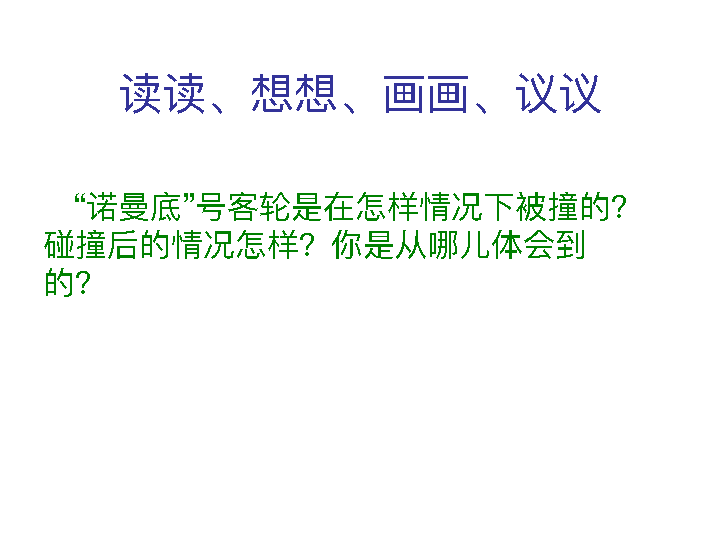 读读、想想、画画、议议
“诺曼底”号客轮是在怎样情况下被撞的？
碰撞后的情况怎样？你是从哪儿体会到
的？